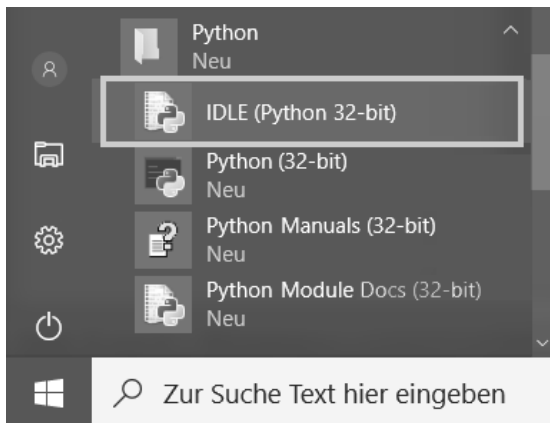 Python
Neu
IDLE (Python 32-bit)
Python (32-bit)
Neu
Python Manuals (32-bit)
Neu
Python Module Docs (32-bit)
Neu
Zur Suche Text hier eingeben